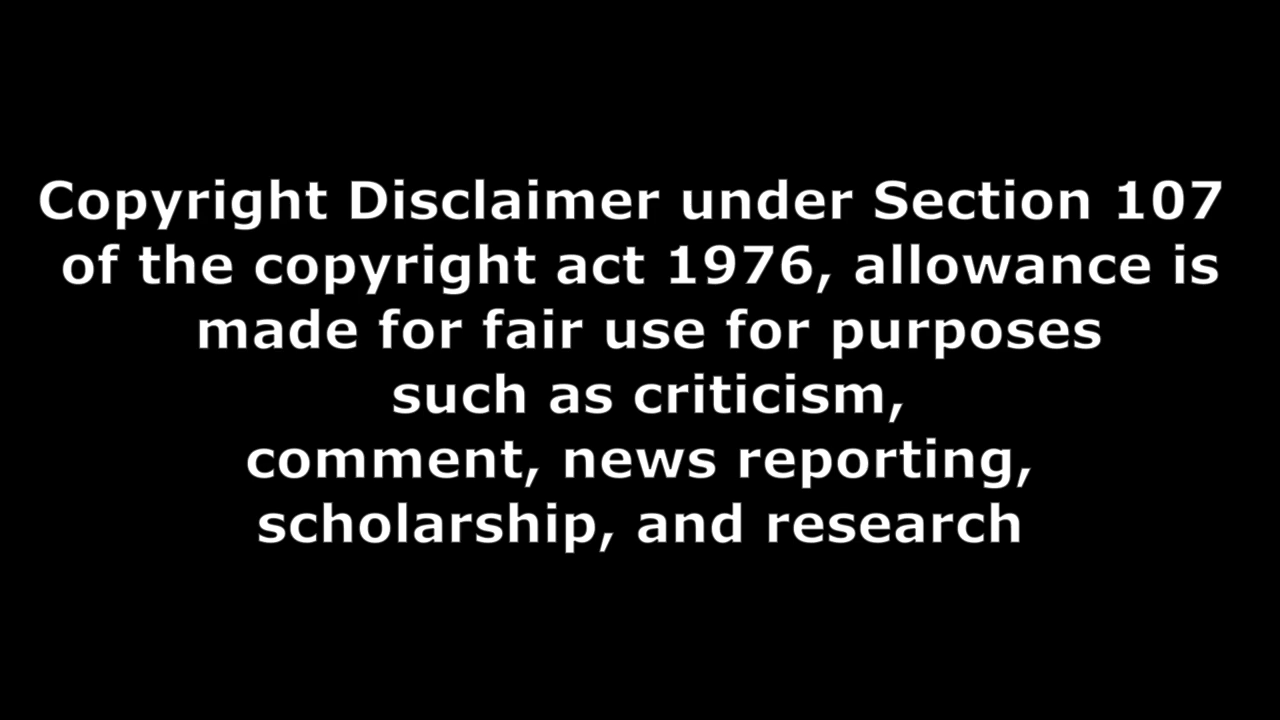 Copyright Disclaimer under Section 107
of the copyright act 1976, allowance is
made for fair use for purposes
such as criticism,
comment, news reporting,
scholarship, and research